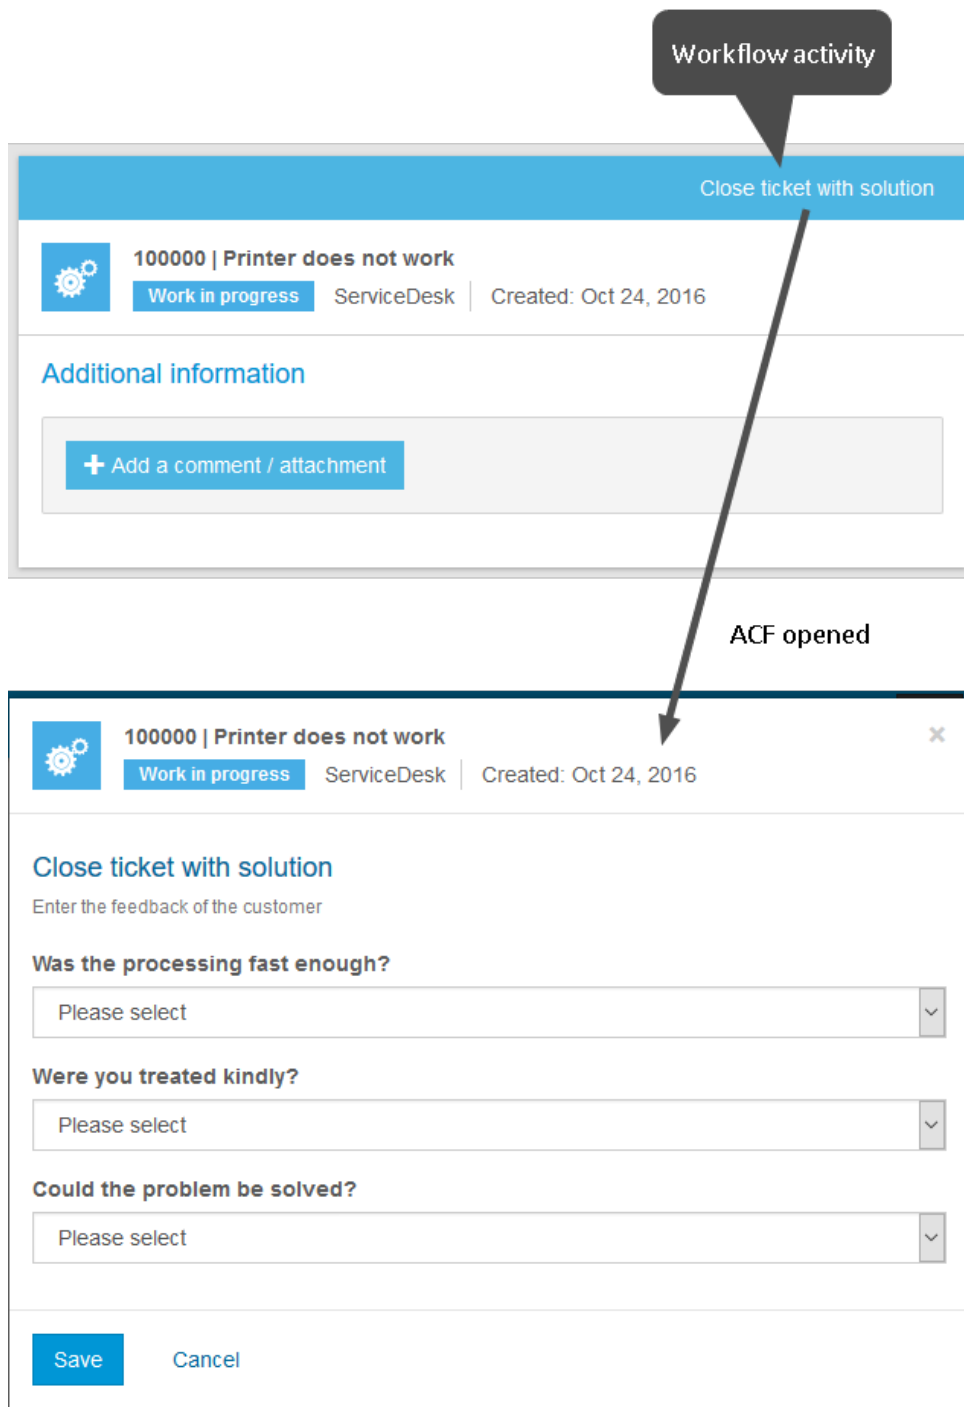 Workflow activity
Close ticket with solution
100000 | Printer does not work
Work in progress ServiceDesk Created: Oct 24, 2016
Additional information
Add a comment / attachment
ACF opened
100000 | Printer does not work
Work in progress ServiceDesk Created: Oct 24, 2016
Close ticket with solution
Enter the feedback of the customer
Was the processing fast enough?
Please select
Were you treated kindly?
Please select
Could the problem be solved?
Please select
Save Cancel